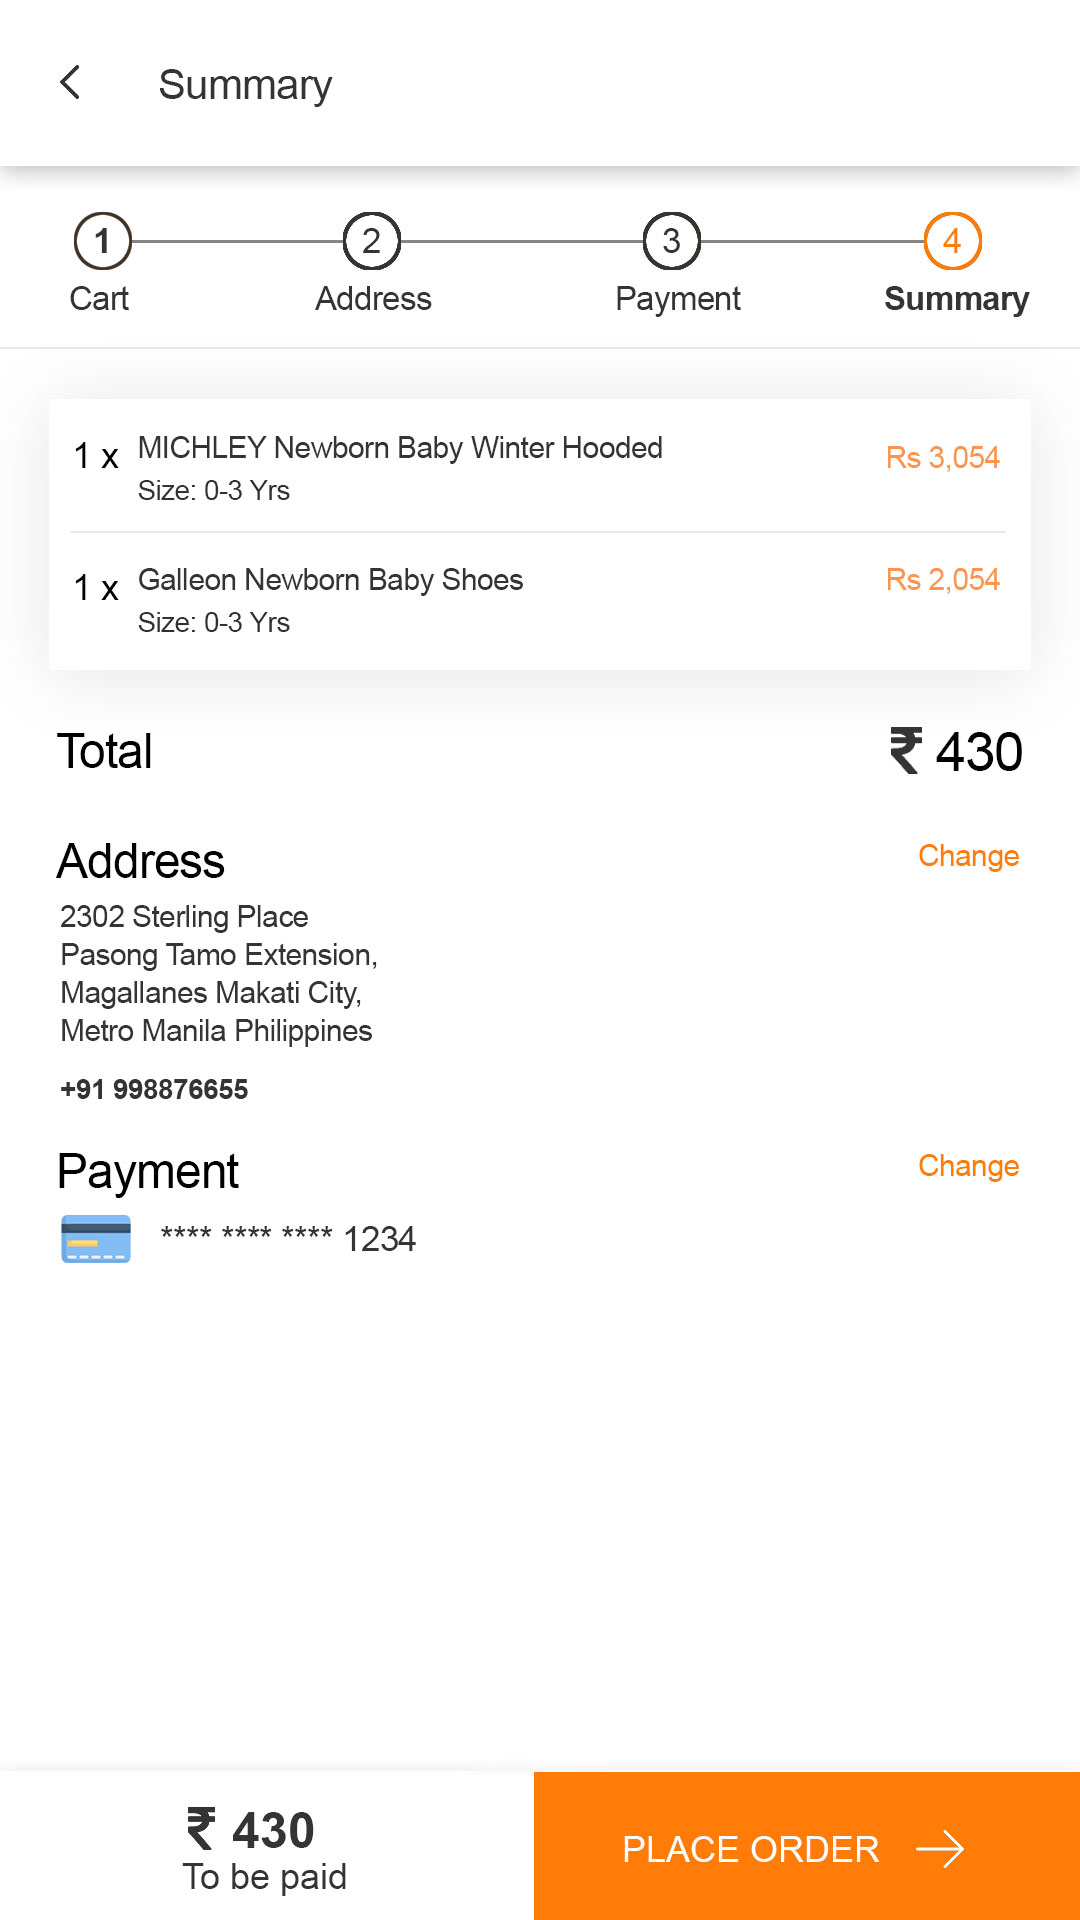 Summary
1 2 3 4
Cart Address Payment Summary
1 x MICHLEY Newborn Baby Winter Hooded Rs 3,054
Size: 0-3 Yrs
1 x Galleon Newborn Baby Shoes Rs 2,054
Size: 0-3 Yrs
Total ₹ 430
Address Change
2302 Sterling Place
Pasong Tamo Extension,
Magallanes Makati City,
Metro Manila Philippines
+91 998876655
Payment Change
**** **** **** 1234
₹ 430
To be paid
PLACE ORDER